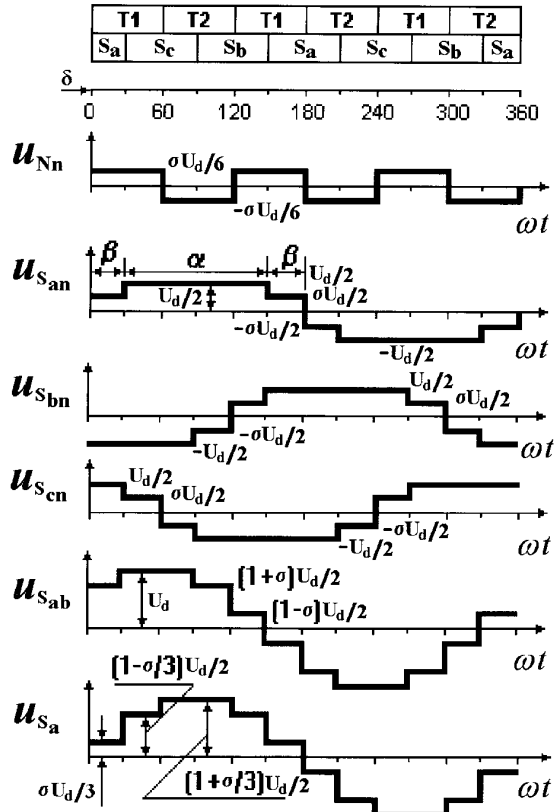 T1 T2 T1 T2 T1 T2
Sa Sc Sb Sa Sc Sb Sa
δ
0 60 120 180 240 300 360
uNn
σUd/6
-σUd/6
ωt
β α β
Ud/2
uSan
Ud/2
σUd/2
-σUd/2
-Ud/2
ωt
Ud/2
uSbn
σUd/2
-σUd/2
-Ud/2
ωt
uScn
Ud/2
σUd/2
-σUd/2
-Ud/2
ωt
uSab
Ud
(1+σ)Ud/2
(1-σ)Ud/2
ωt
(1-σ/3)Ud/2
uSa
ωt
σUd/3
(1+σ/3)Ud/2